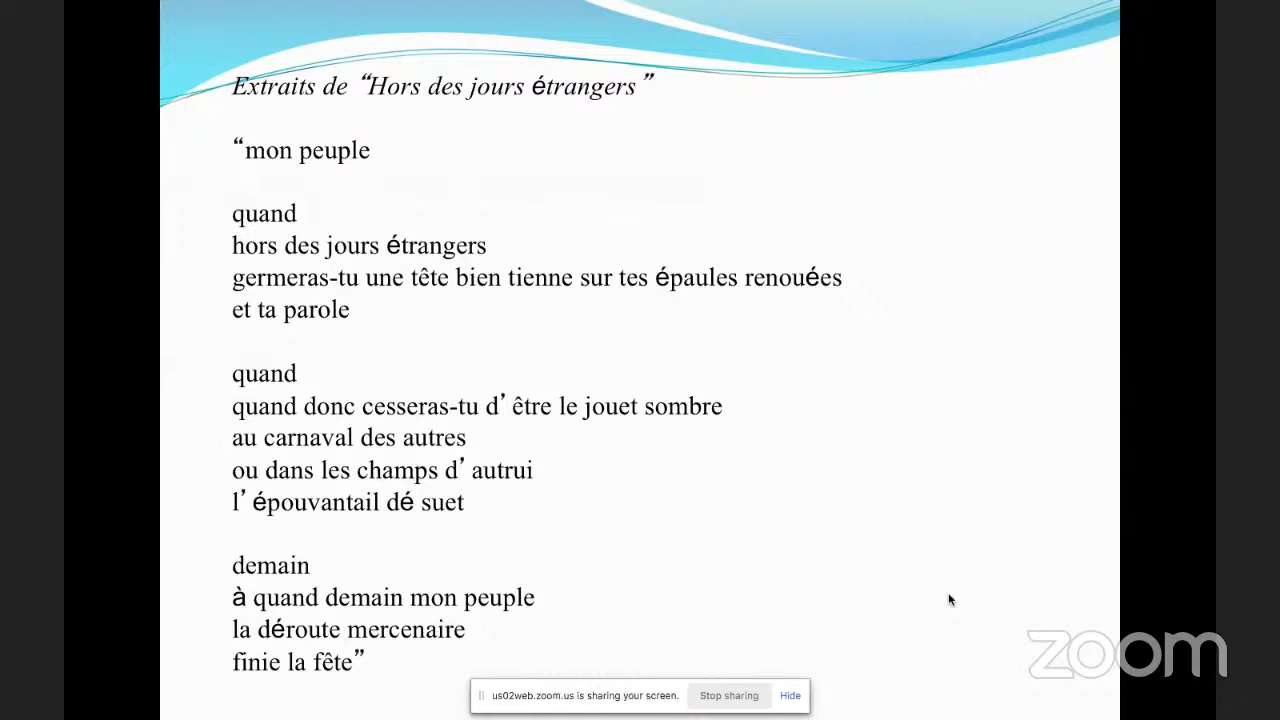 Extraits de “Hors des jours étrangers”
“mon peuple
quand
hors des jours étrangers
germeras-tu une tête bien tienne sur tes épaules renouées
et ta parole
quand
quand donc cesseras-tu d’ être le jouet sombre
au carnaval des autres
ou dans les champs d’ autrui
l’ épouvantail dé suet
demain
à quand demain mon peuple
la déroute mercenaire
finie la fête”
zoom
us02web.zoom.us is sharing your screen. Stop sharing Hide